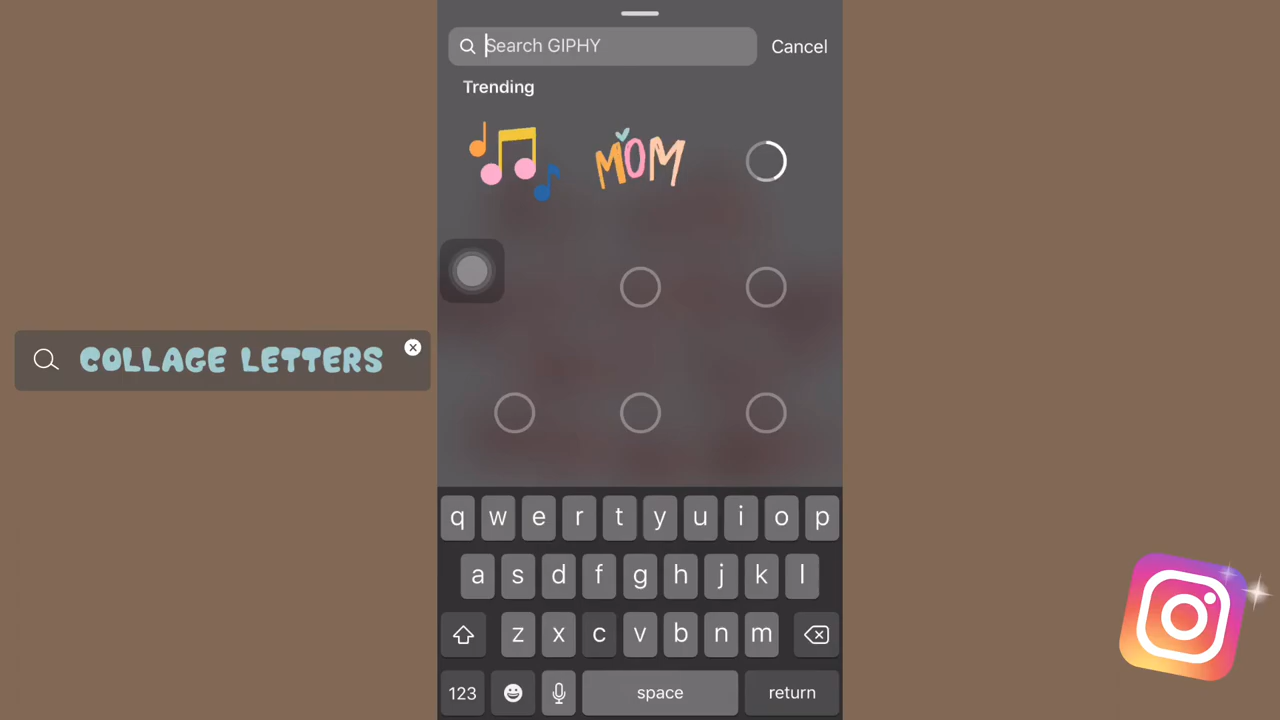 Search GIPHY
Cancel
Trending
MOM
COLLAGE LETTERS
q w e r t y u i o p
a s d f g h j k l
z x c v b n m
123 space return